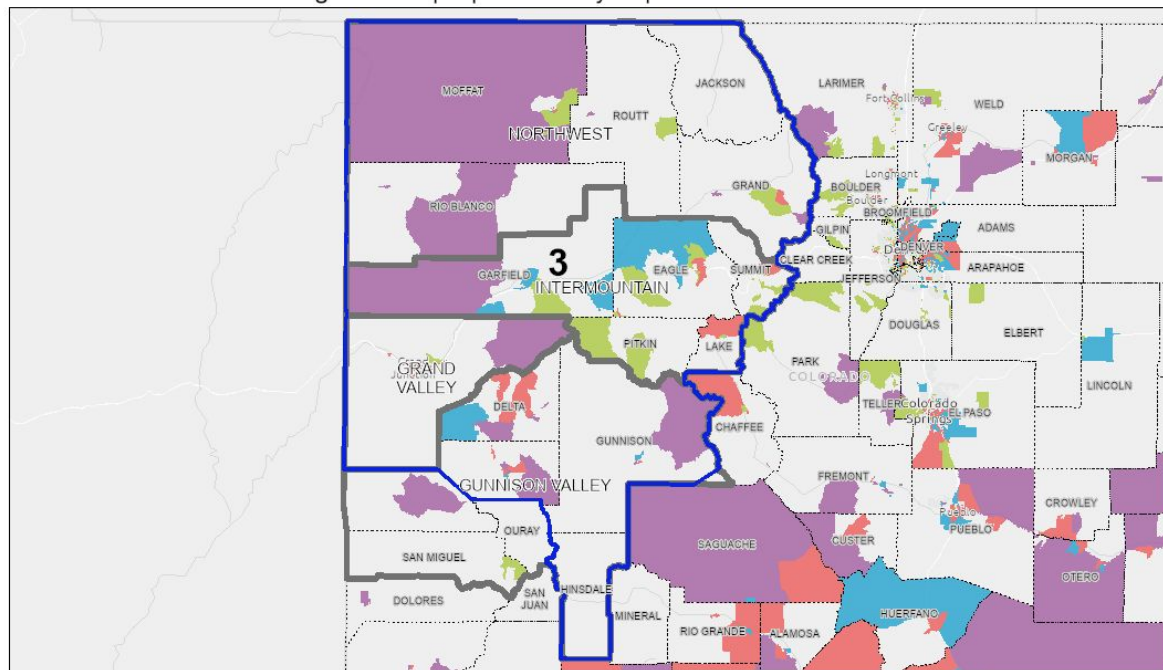 JACKSON
LARIMER
MOFFAT
Fort Collins
WELD
ROUTT
NORTHWEST
Greeley
MORGAN
Longmont
GRAND
BOULDER
Boulder
RIO BLANCO
BROOMFIELD
ADAMS
GILPIN
DENVER
3
CLEAR CREEK
ARAPAHOE
GARFIELD
EAGLE
SUMMIT
JEFFERSON
INTERMOUNTAIN
DOUGLAS
ELBERT
PITKIN
LAKE
PARK
GRAND
VALLEY
COLORADO
LINCOLN
TELLER
Colorado
Springs
DELTA
EL PASO
GUNNISON
CHAFFEE
FREMONT
GUNNISON VALLEY
CROWLEY
Pueblo
PUEBLO
OURAY
SAGUACHE
CUSTER
SAN MIGUEL
OTERO
HINSDALE
DOLORES
SAN
JUAN
MINERAL
HUERFANO
RIO GRANDE
ALAMOSA